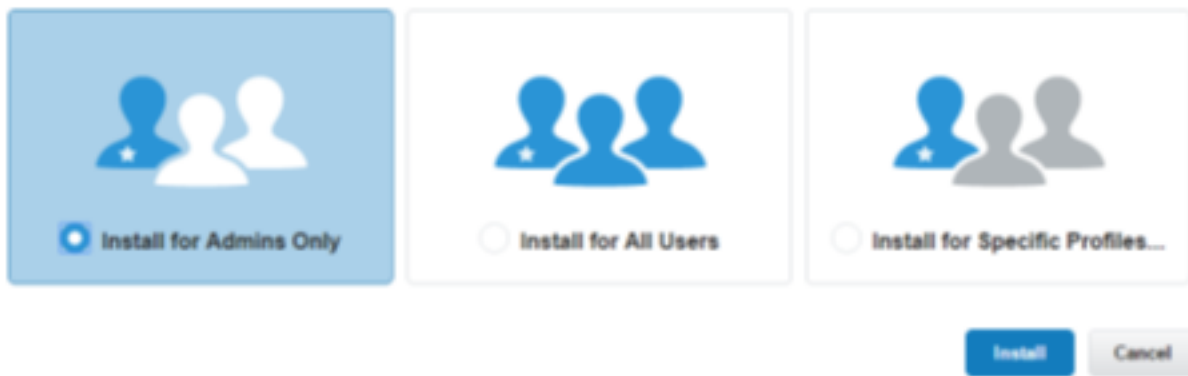 Install for Admins Only
Install for All Users
Install for Specific Profiles...
Install
Cancel